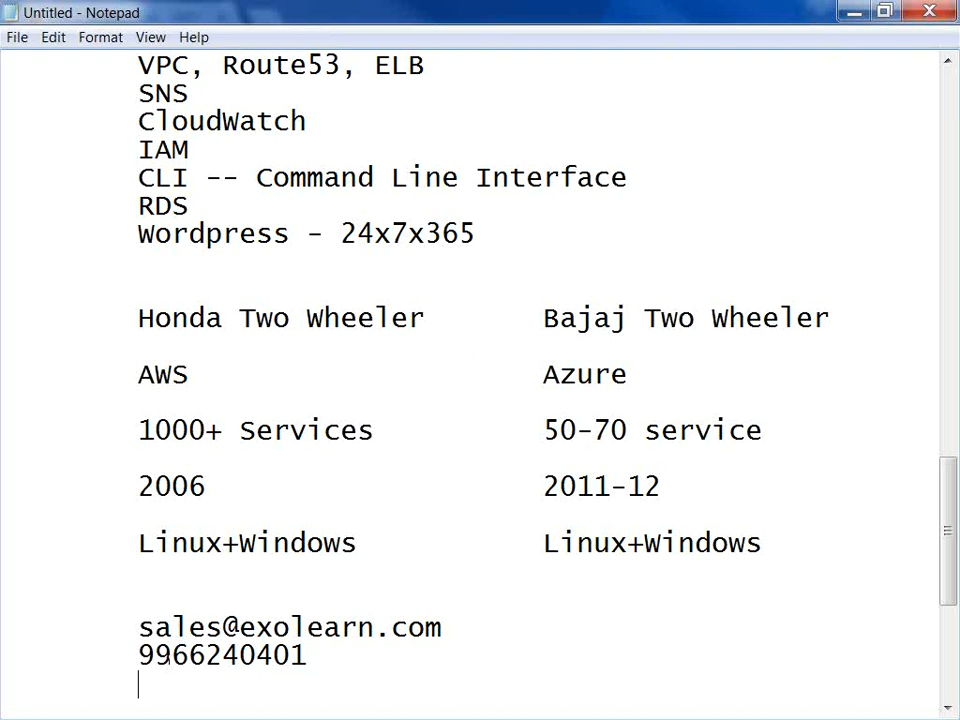 Untitled - Notepad
File Edit Format View Help
VPC, Route53, ELB
SNS
CloudWatch
IAM
CLI -- Command Line Interface
RDS
Wordpress - 24x7x365
Honda Two Wheeler Bajaj Two Wheeler
AWS Azure
1000+ Services 50-70 service
2006 2011-12
Linux+Windows Linux+Windows
sales@exolearn.com
9966240401